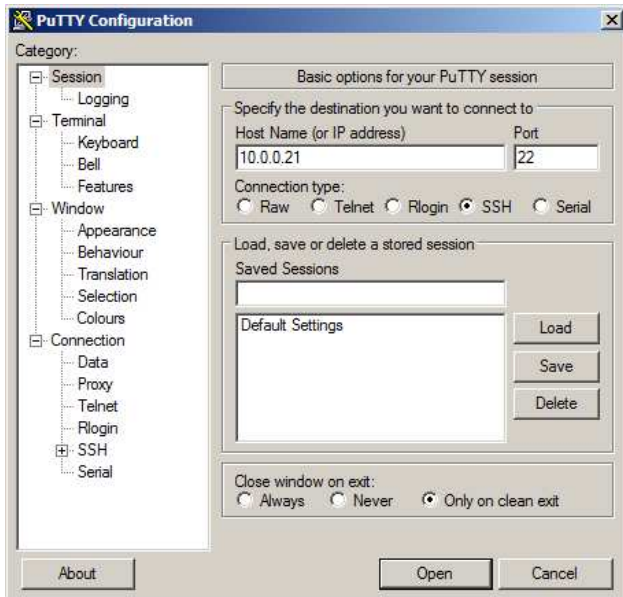 PuTTY Configuration
Category:
Session
Logging
Terminal
Keyboard
Bell
Features
Window
Appearance
Behaviour
Translation
Selection
Colours
Connection
Data
Proxy
Telnet
Rlogin
SSH
Serial
Basic options for your PuTTY session
Specify the destination you want to connect to
Host Name (or IP address) Port
10.0.0.21 22
Connection type:
Raw Telnet Rlogin SSH Serial
Load, save or delete a stored session
Saved Sessions
Default Settings
Load
Save
Delete
Close window on exit:
Always Never Only on clean exit
About Open Cancel